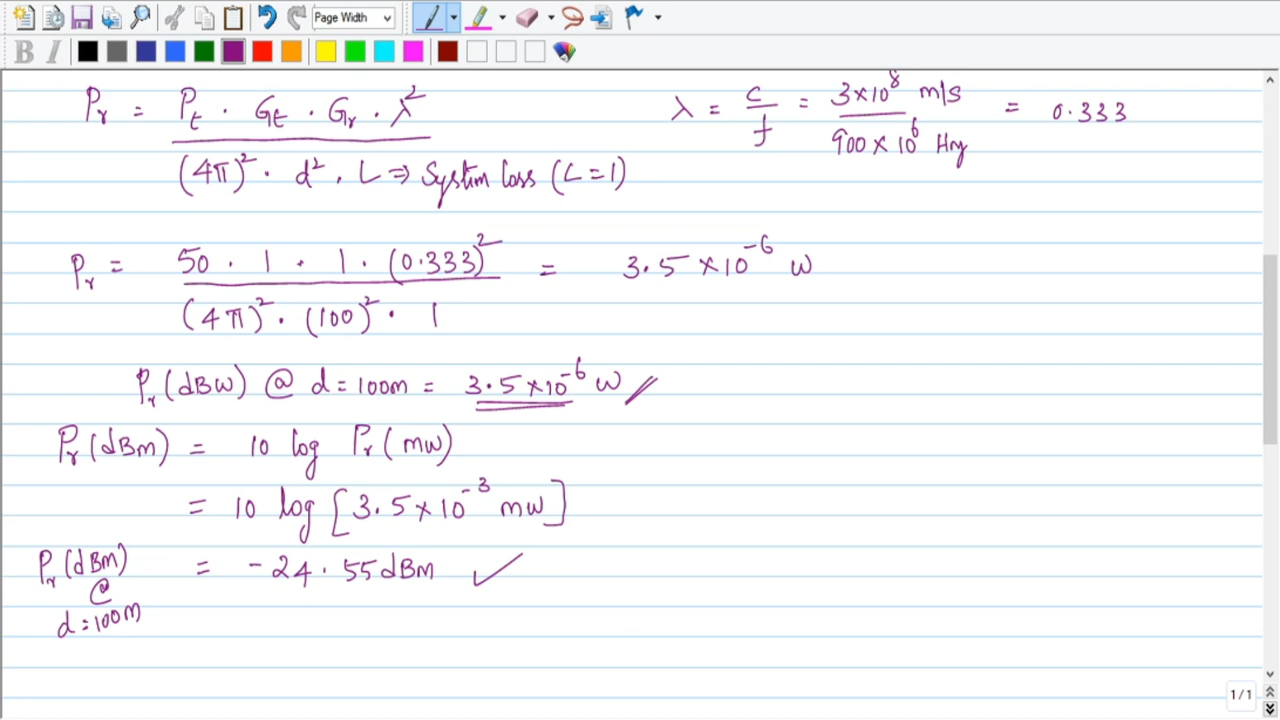 Page Width
B I
Pr = Pt · Gt · Gr · λ² / (4π)² · d² · L ⇒ System loss (L=1)
λ = c/f = 3×10⁸ m/s / 900×10⁶ Hz = 0.333
Pr = 50 · 1 · 1 · (0.333)² / (4π)² · (100)² · 1 = 3.5×10⁻⁶ W
Pr (dBW) @ d=100m = 3.5×10⁻⁶ W
Pr (dBm) = 10 log Pr (mW)
= 10 log [3.5×10⁻³ mW]
Pr (dBm) @ d=100m = -24.55 dBm ✓
1/1